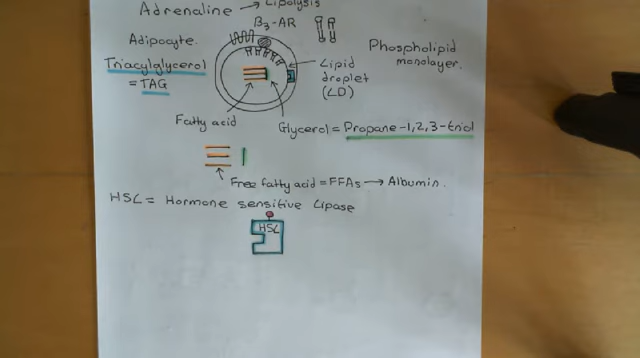 Adrenaline → Lipolysis
β3-AR
Adipocyte.
Phospholipid
monolayer.
Triacylglycerol
= TAG
Lipid
droplet
(LD)
Fatty acid
Glycerol = Propane-1,2,3-triol
Free fatty acid = FFAs → Albumin.
HSL = Hormone sensitive Lipase
HSL